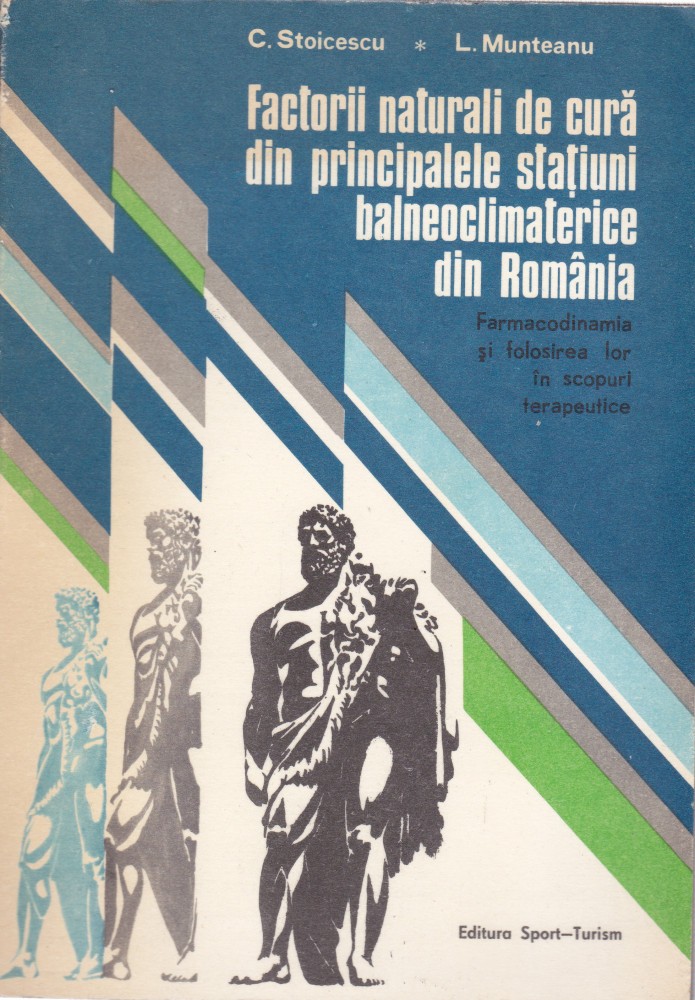 C. Stoicescu * L. Munteanu
Factorii naturali de cură
din principalele stațiuni
balneoclimaterice
din România
Farmacodinamia
și folosirea lor
în scopuri
terapeutice
Editura Sport—Turism